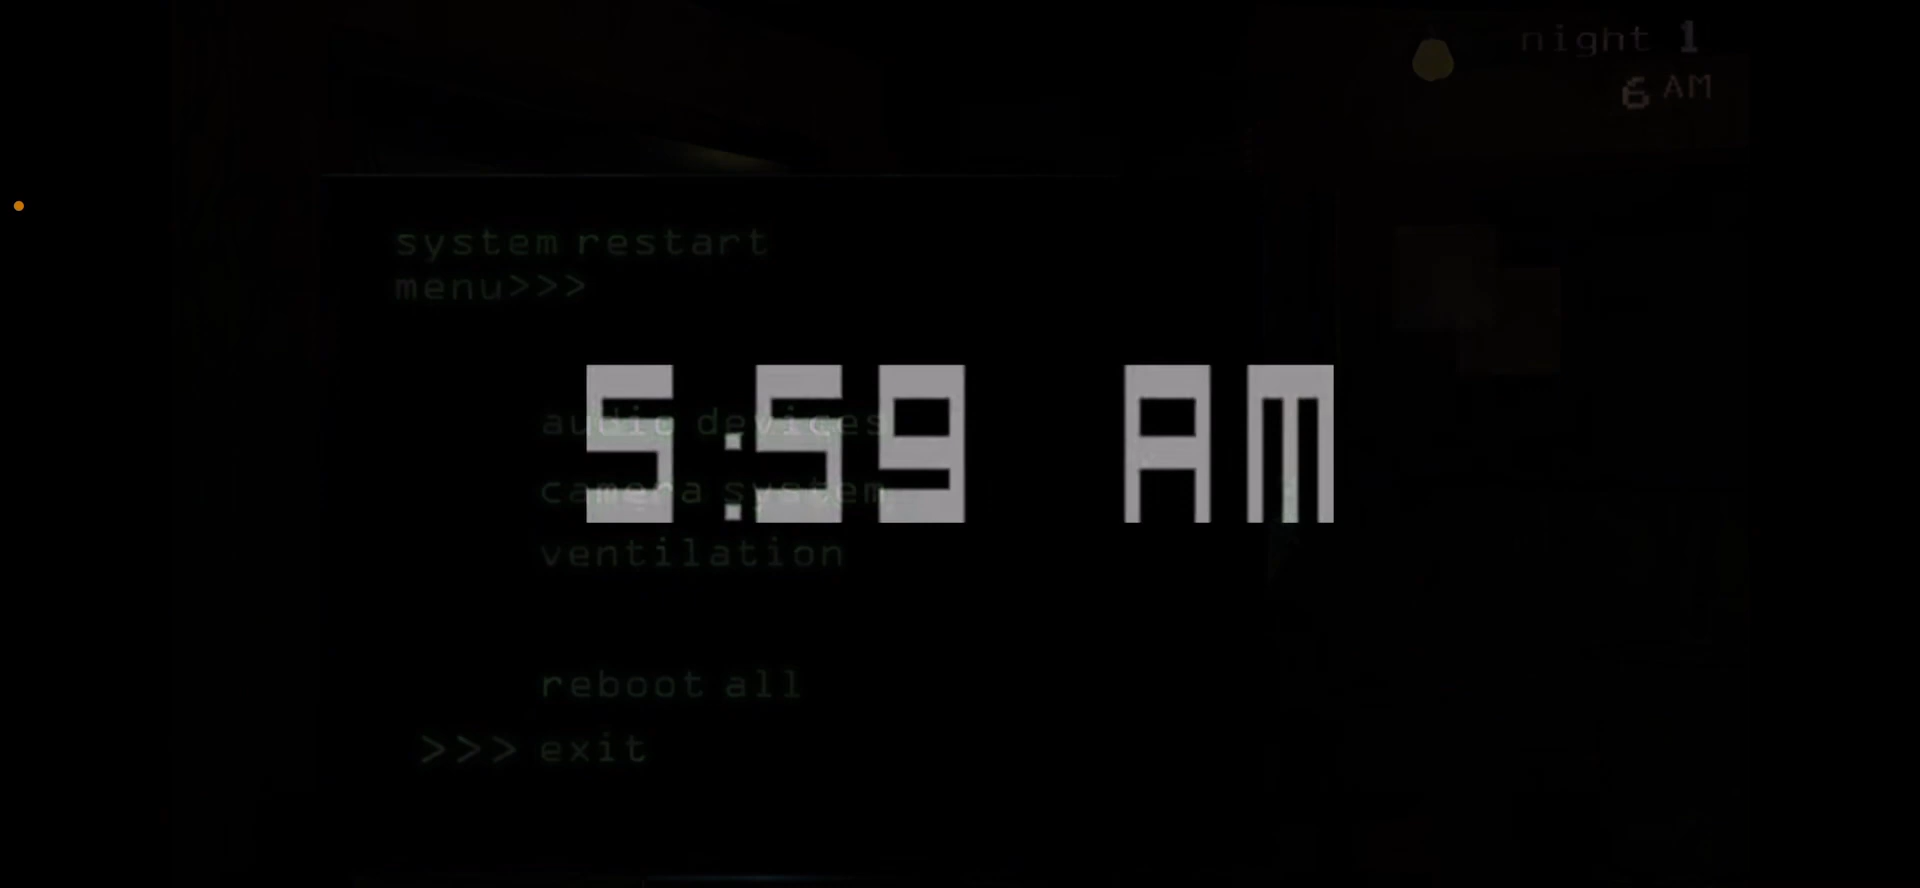 night 1
6 AM
system restart
menu>>>
5:59 AM
audio devices
camera system
ventilation
reboot all
>>> exit